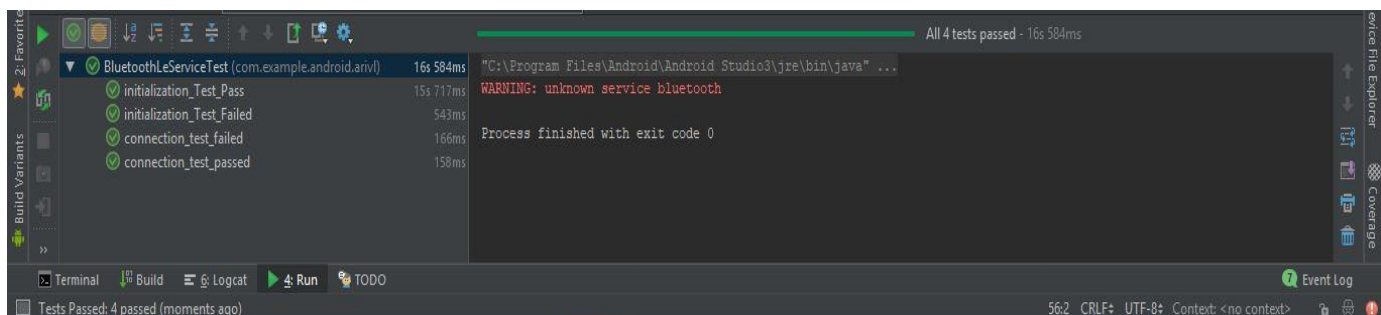 2: Favorite
Build Variants
All 4 tests passed - 16s 584ms
BluetoothLeServiceTest (com.example.android.arivl) 16s 584ms
initialization_Test_Pass 15s 717ms
initialization_Test_Failed 543ms
connection_test_failed 166ms
connection_test_passed 158ms
"C:\Program Files\Android\Android Studio3\jre\bin\java" ...
WARNING: unknown service bluetooth
Process finished with exit code 0
evice File Explorer
Coverage
Terminal Build 6: Logcat 4: Run TODO 7 Event Log
Tests Passed: 4 passed (moments ago) 56:2 CRLF UTF-8 Context: <no context>